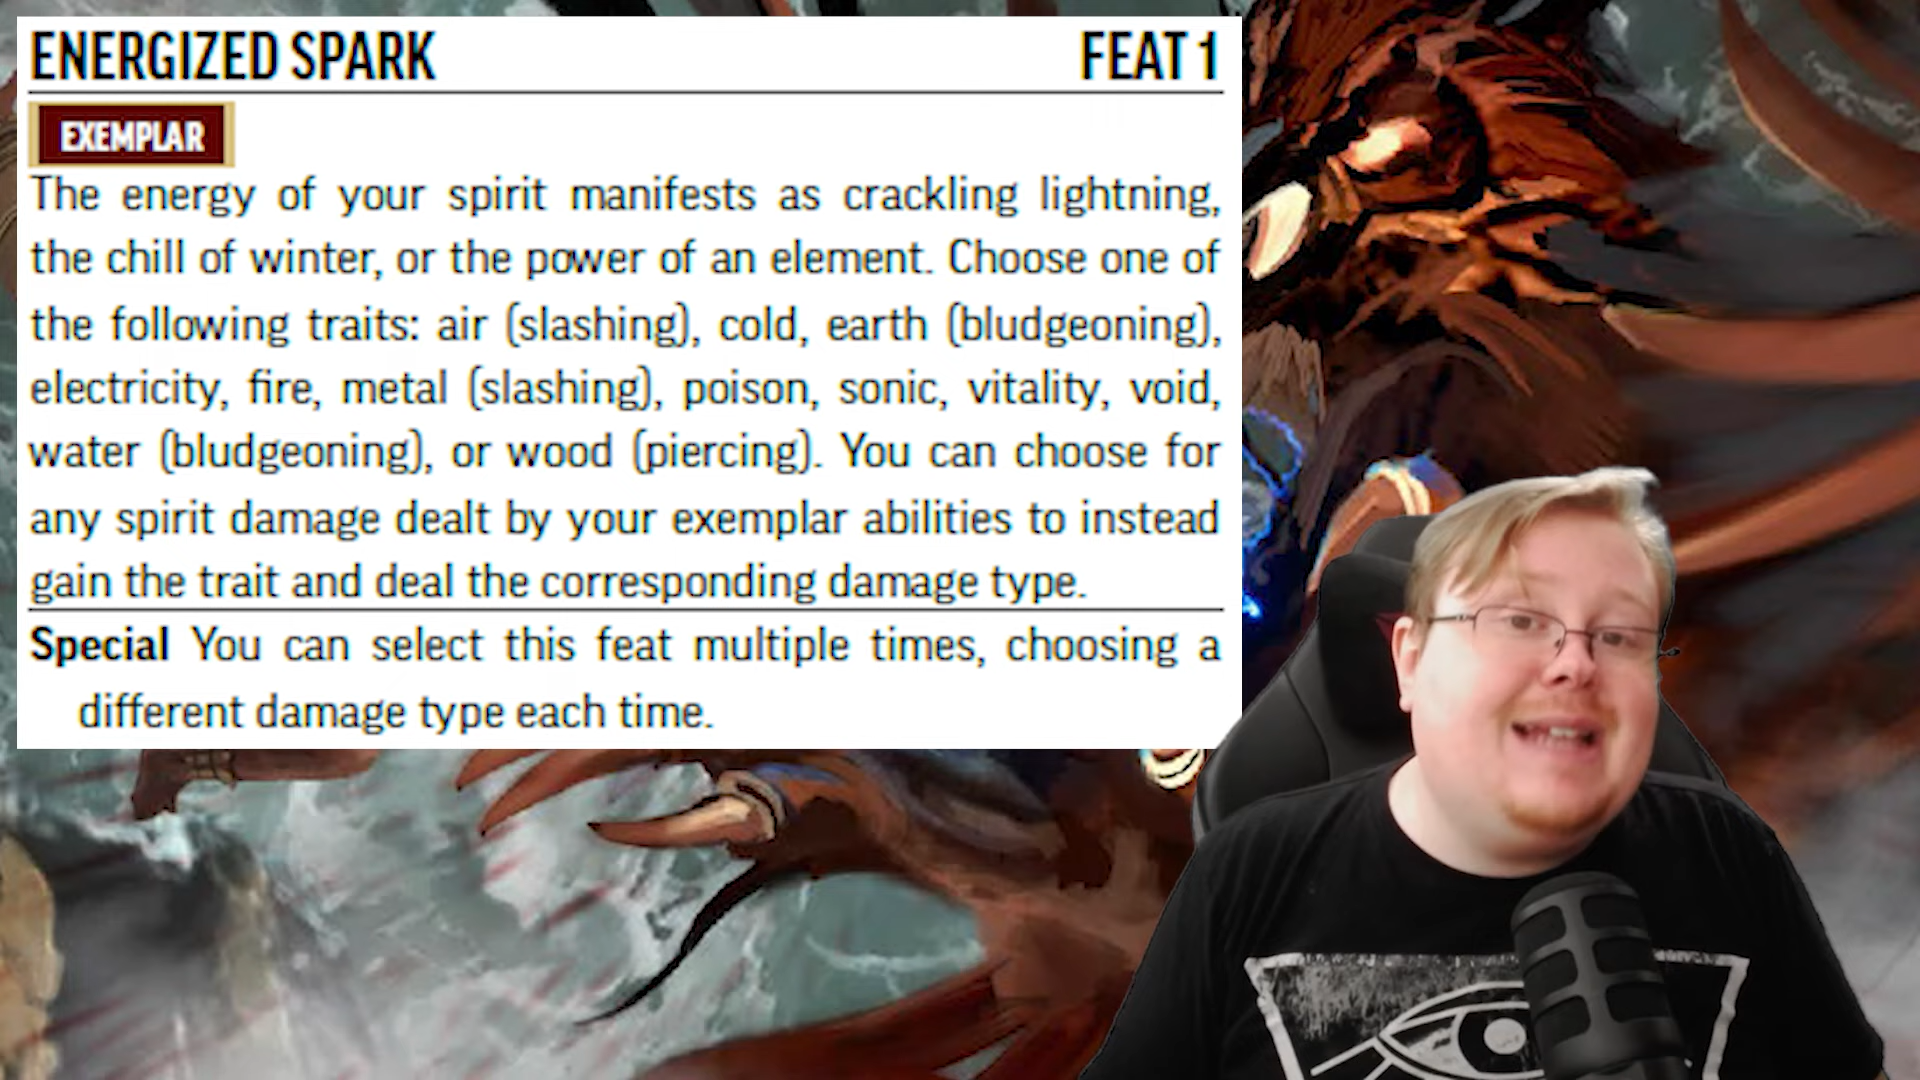 ENERGIZED SPARK FEAT 1
EXEMPLAR
The energy of your spirit manifests as crackling lightning,
the chill of winter, or the power of an element. Choose one of
the following traits: air (slashing), cold, earth (bludgeoning),
electricity, fire, metal (slashing), poison, sonic, vitality, void,
water (bludgeoning), or wood (piercing). You can choose for
any spirit damage dealt by your exemplar abilities to instead
gain the trait and deal the corresponding damage type.
Special You can select this feat multiple times, choosing a
different damage type each time.